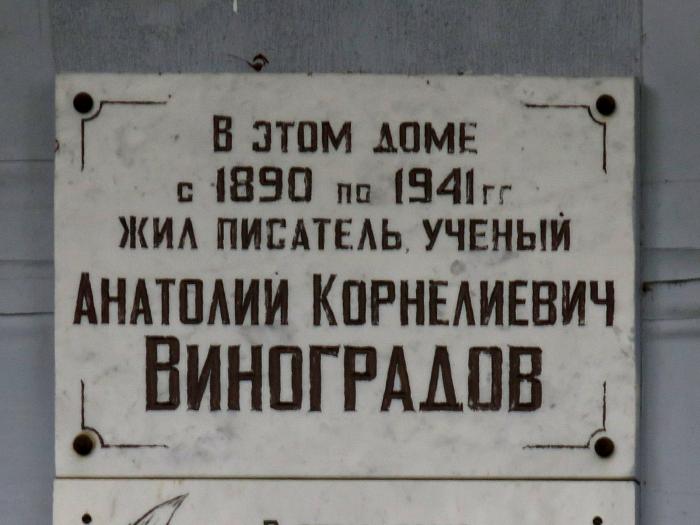 В ЭТОМ ДОМЕ
с 1890 по 1941 гг
ЖИЛ ПИСАТЕЛЬ, УЧЕНЫЙ
АНАТОЛИЙ КОРНЕЛИЕВИЧ
ВИНОГРАДОВ